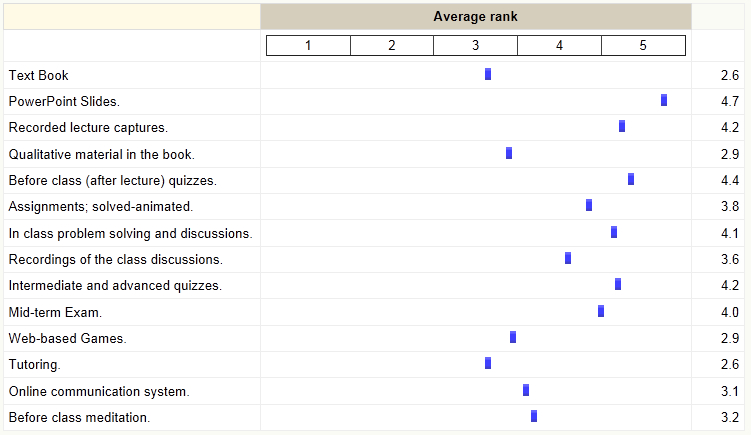 Average rank
1 2 3 4 5
Text Book 2.6
PowerPoint Slides. 4.7
Recorded lecture captures. 4.2
Qualitative material in the book. 2.9
Before class (after lecture) quizzes. 4.4
Assignments; solved-animated. 3.8
In class problem solving and discussions. 4.1
Recordings of the class discussions. 3.6
Intermediate and advanced quizzes. 4.2
Mid-term Exam. 4.0
Web-based Games. 2.9
Tutoring. 2.6
Online communication system. 3.1
Before class meditation. 3.2